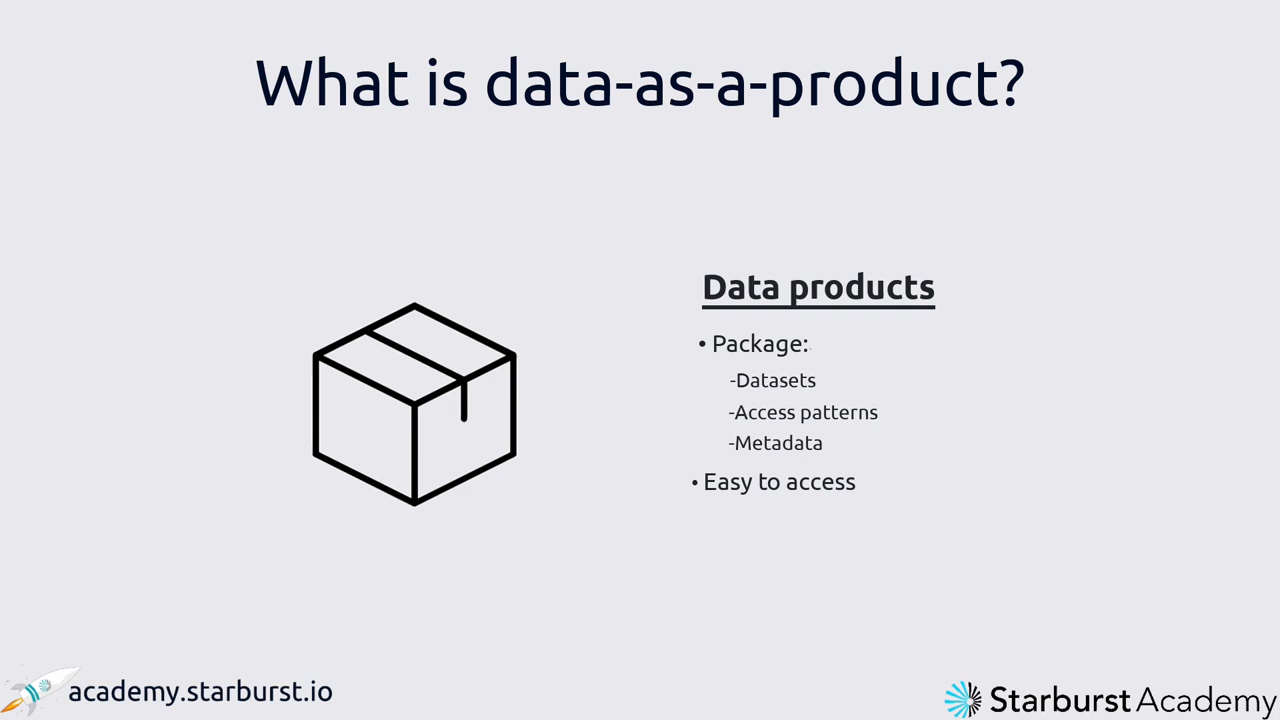 What is data-as-a-product?
Data products
• Package:
-Datasets
-Access patterns
-Metadata
• Easy to access
academy.starburst.io
Starburst Academy